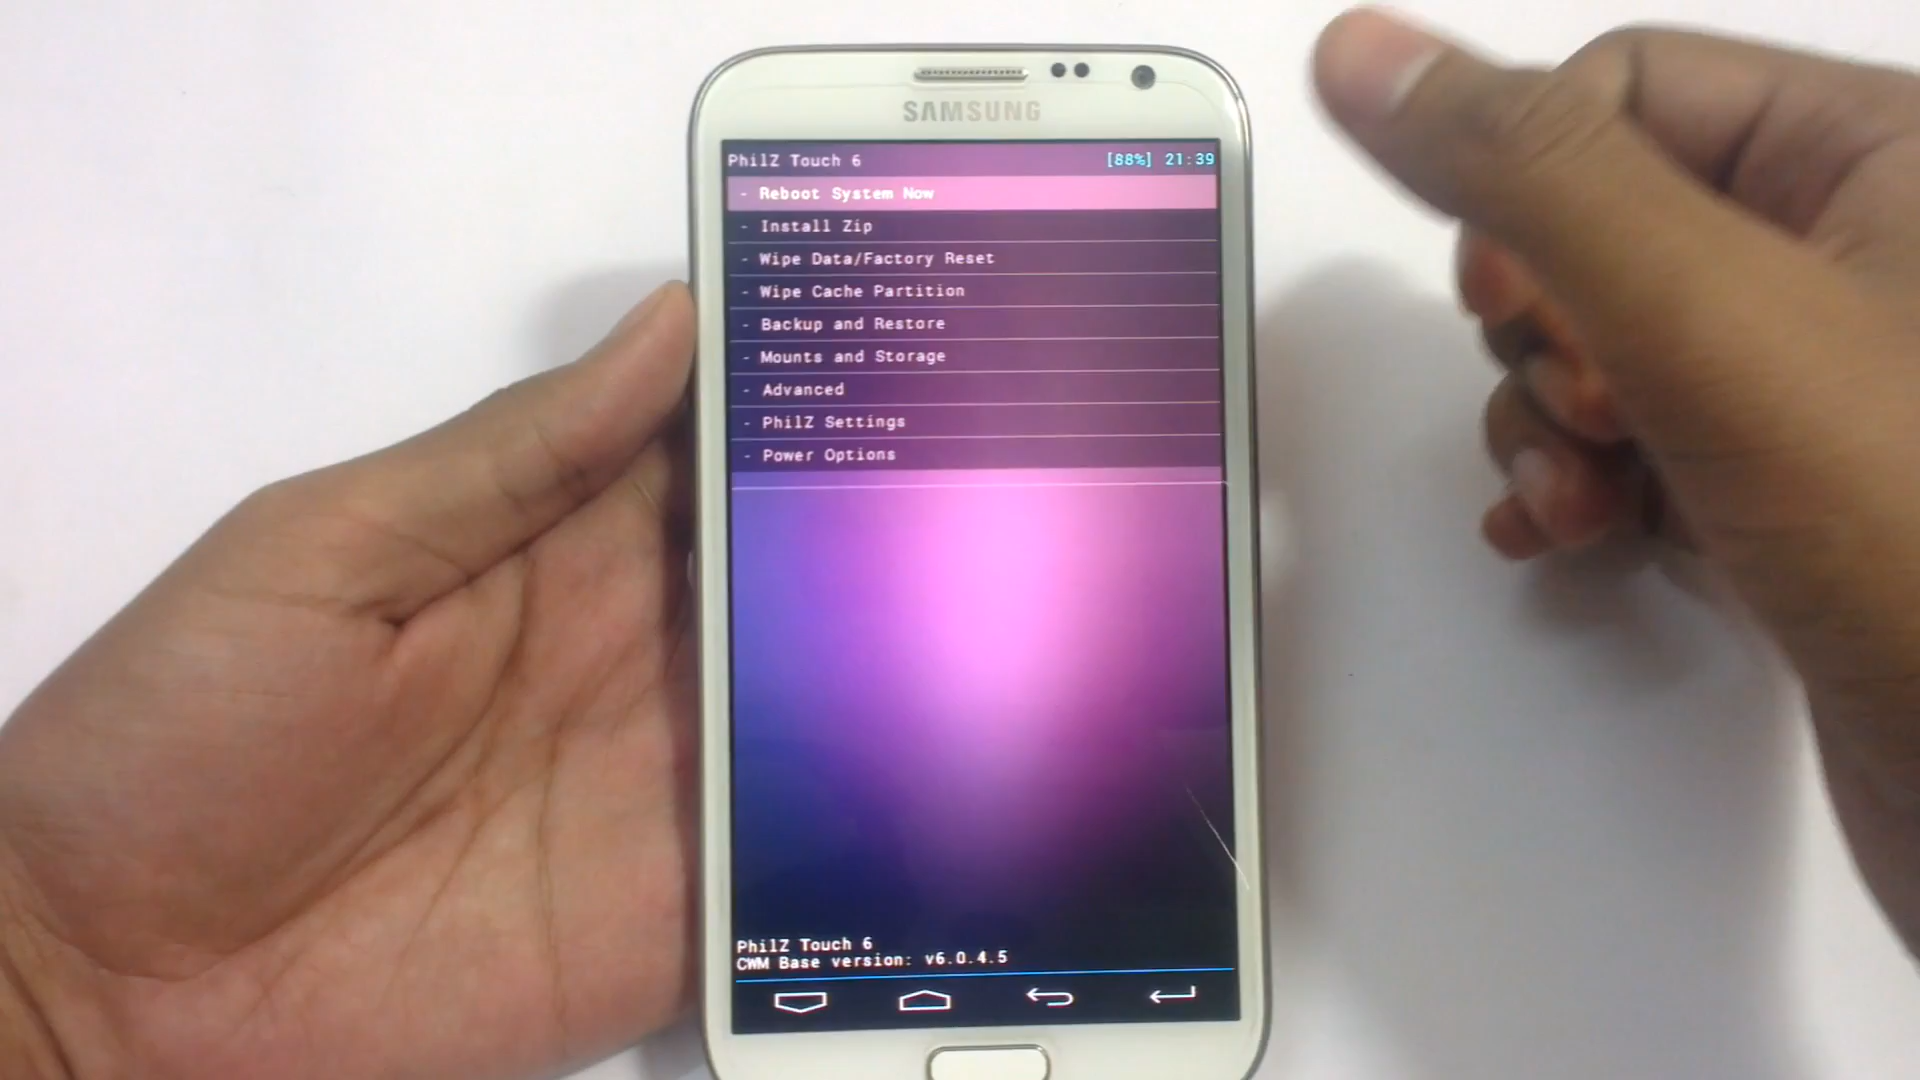 SAMSUNG
PhilZ Touch 6 [88%] 21:39
- Reboot System Now
- Install Zip
- Wipe Data/Factory Reset
- Wipe Cache Partition
- Backup and Restore
- Mounts and Storage
- Advanced
- PhilZ Settings
- Power Options
PhilZ Touch 6
CWM Base version: v6.0.4.5